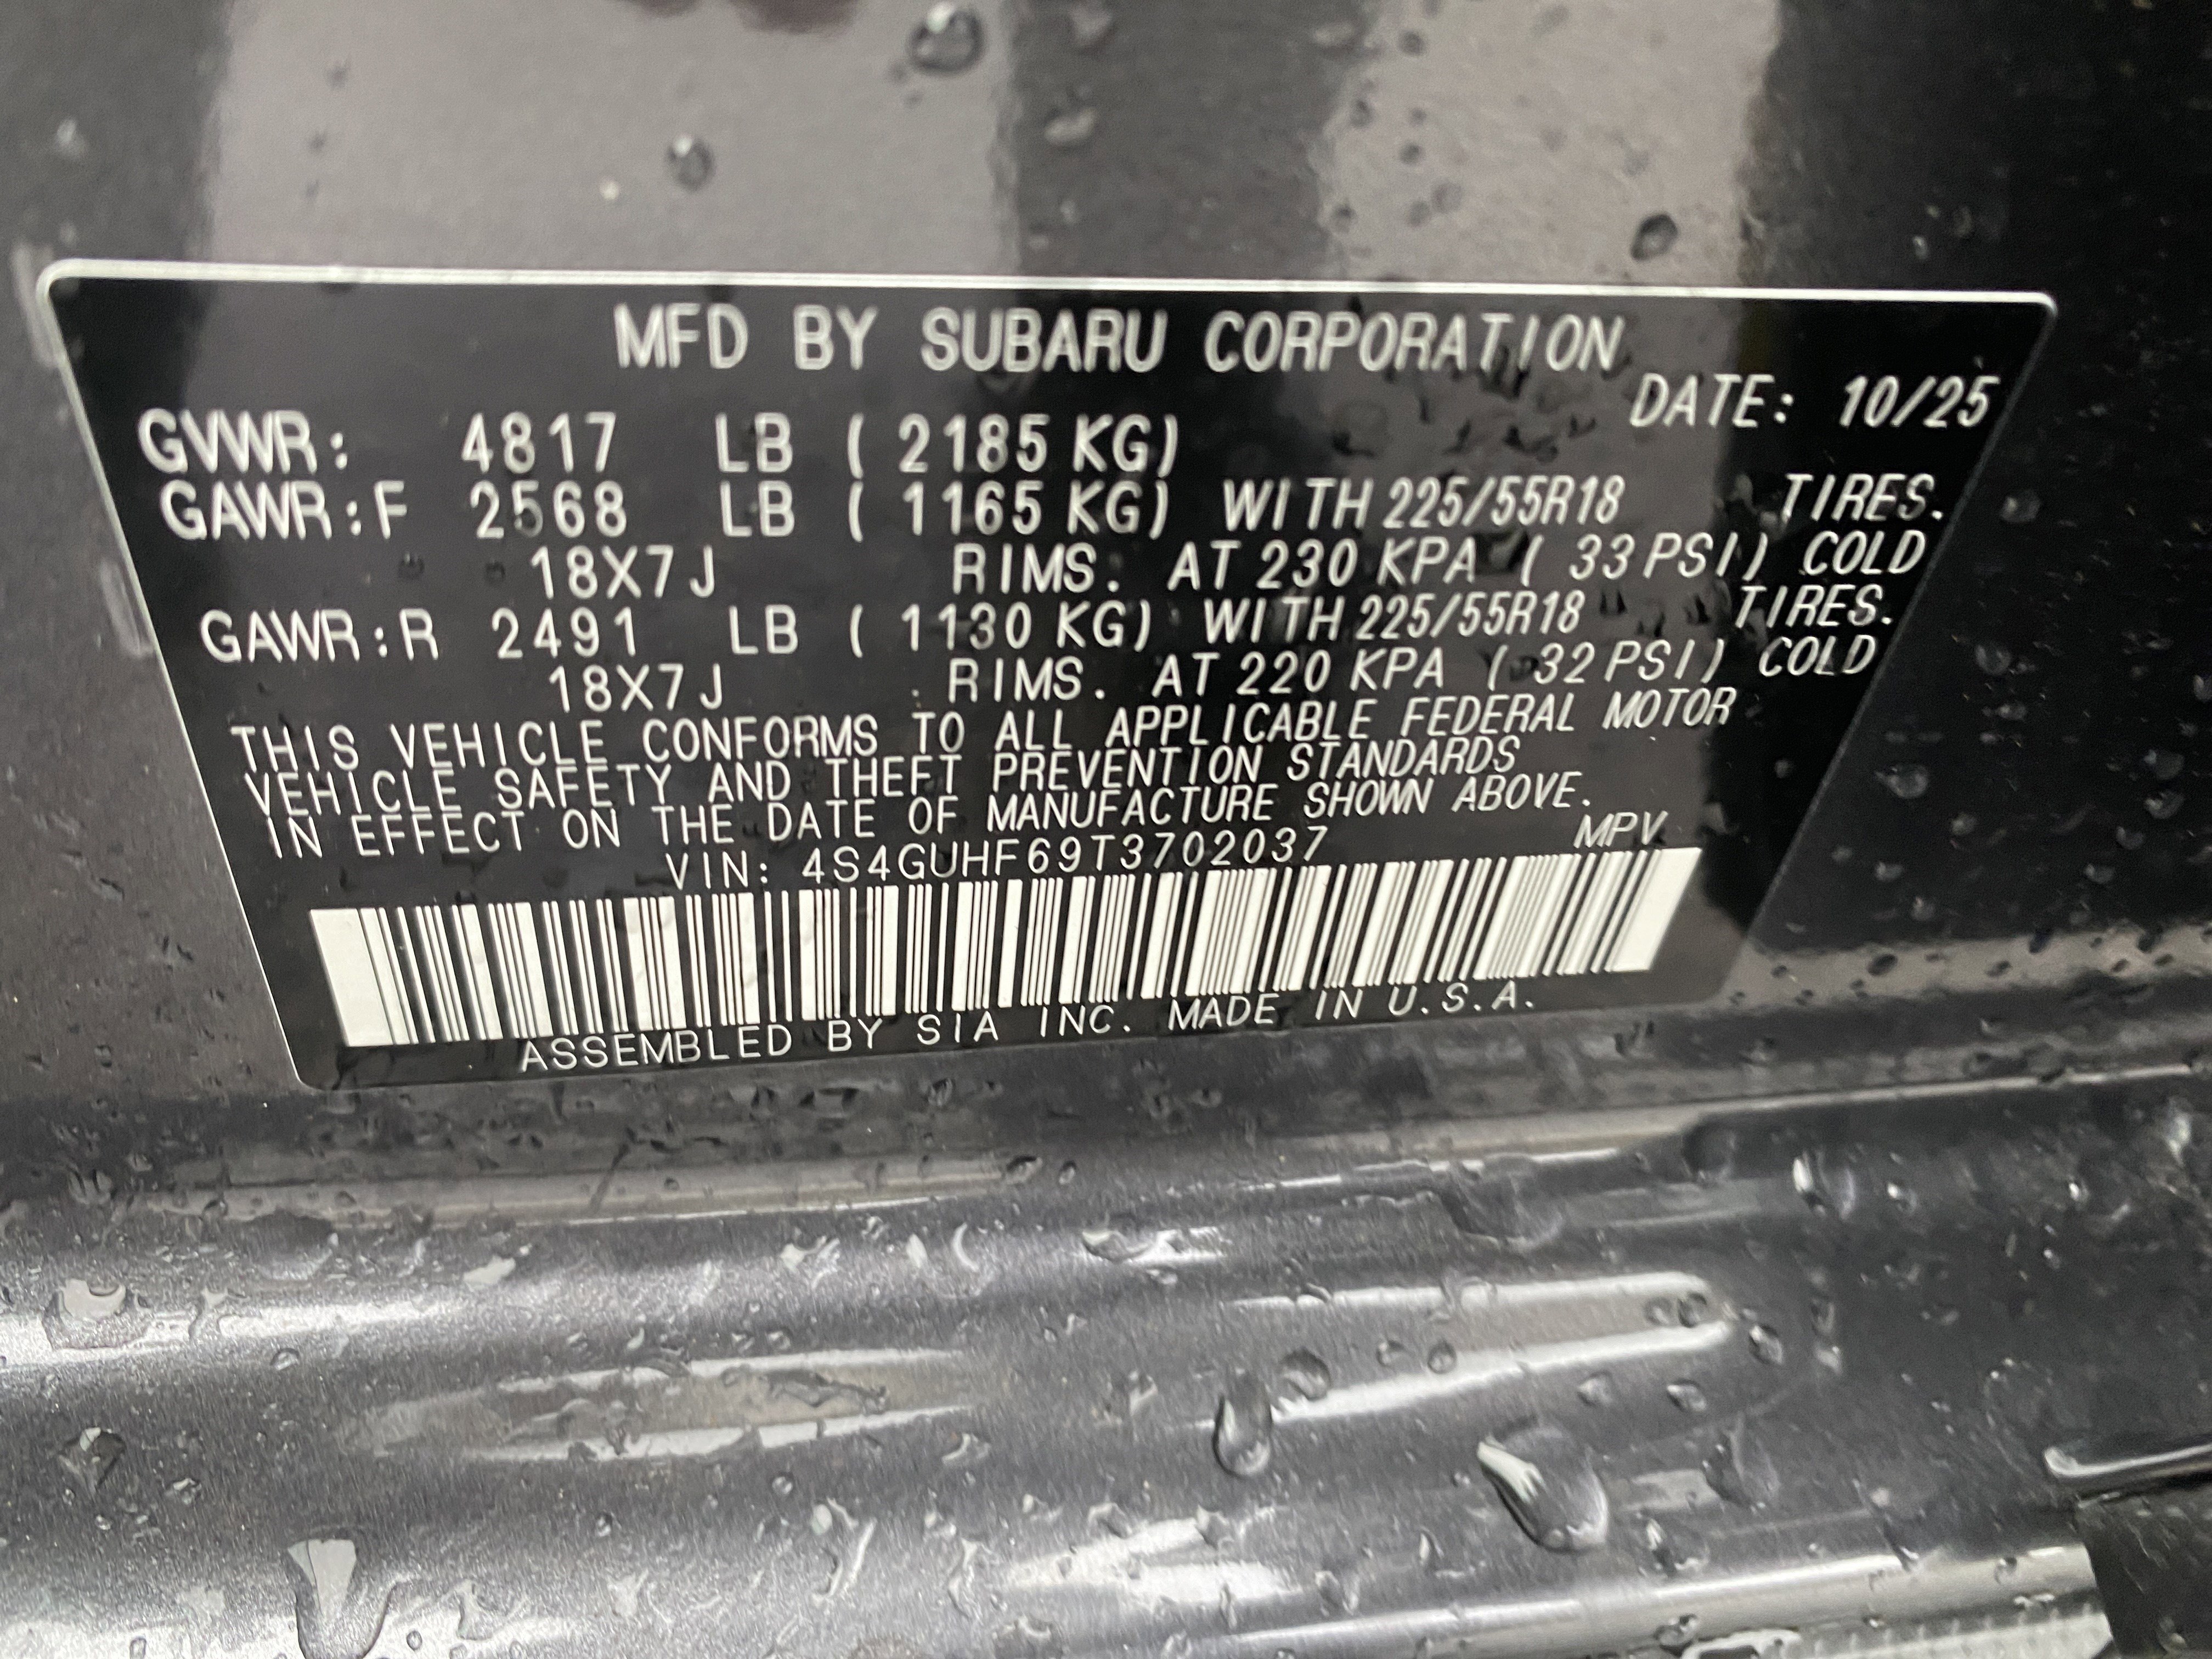 MFD BY SUBARU CORPORATION
DATE: 10/25
GVWR: 4817 LB ( 2185 KG)
GAWR:F 2568 LB ( 1165 KG) WITH 225/55R18 TIRES.
18X7J RIMS. AT 230 KPA ( 33 PSI) COLD
GAWR:R 2491 LB ( 1130 KG) WITH 225/55R18 TIRES.
18X7J RIMS. AT 220 KPA ( 32 PSI) COLD
THIS VEHICLE CONFORMS TO ALL APPLICABLE FEDERAL MOTOR
VEHICLE SAFETY AND THEFT PREVENTION STANDARDS
IN EFFECT ON THE DATE OF MANUFACTURE SHOWN ABOVE.
VIN: 4S4GUHF69T3702037 MPV
ASSEMBLED BY SIA INC. MADE IN U.S.A.